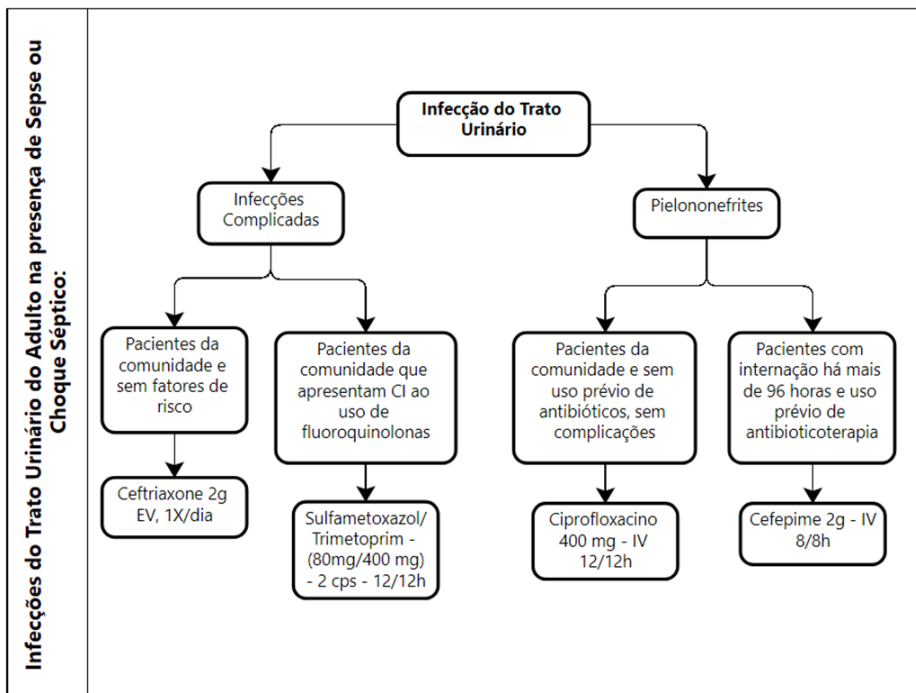 Infecções do Trato Urinário do Adulto na presença de Sepse ou
Choque Séptico:
Infecção do Trato
Urinário
Infecções
Complicadas
Pielononefrites
Pacientes da
comunidade e
sem fatores de
risco
Pacientes da
comunidade que
apresentam CI ao
uso de
fluoroquinolonas
Pacientes da
comunidade e sem
uso prévio de
antibióticos, sem
complicações
Pacientes com
internação há mais
de 96 horas e uso
prévio de
antibioticoterapia
Ceftriaxone 2g
EV, 1X/dia
Sulfametoxazol/
Trimetoprim -
(80mg/400 mg)
- 2 cps - 12/12h
Ciprofloxacino
400 mg - IV
12/12h
Cefepime 2g - IV
8/8h